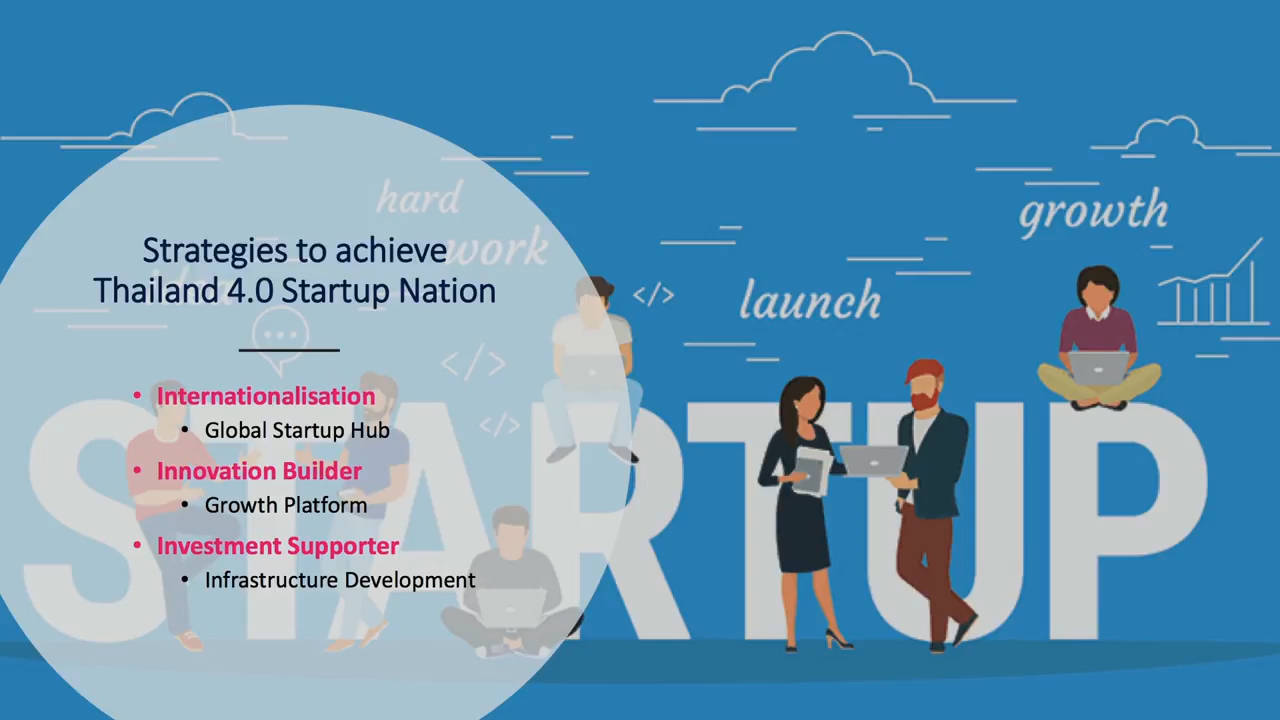 Strategies to achieve
Thailand 4.0 Startup Nation
• Internationalisation
• Global Startup Hub
• Innovation Builder
• Growth Platform
• Investment Supporter
• Infrastructure Development
hard
work
launch
growth
</>
</>
</>
STARTUP